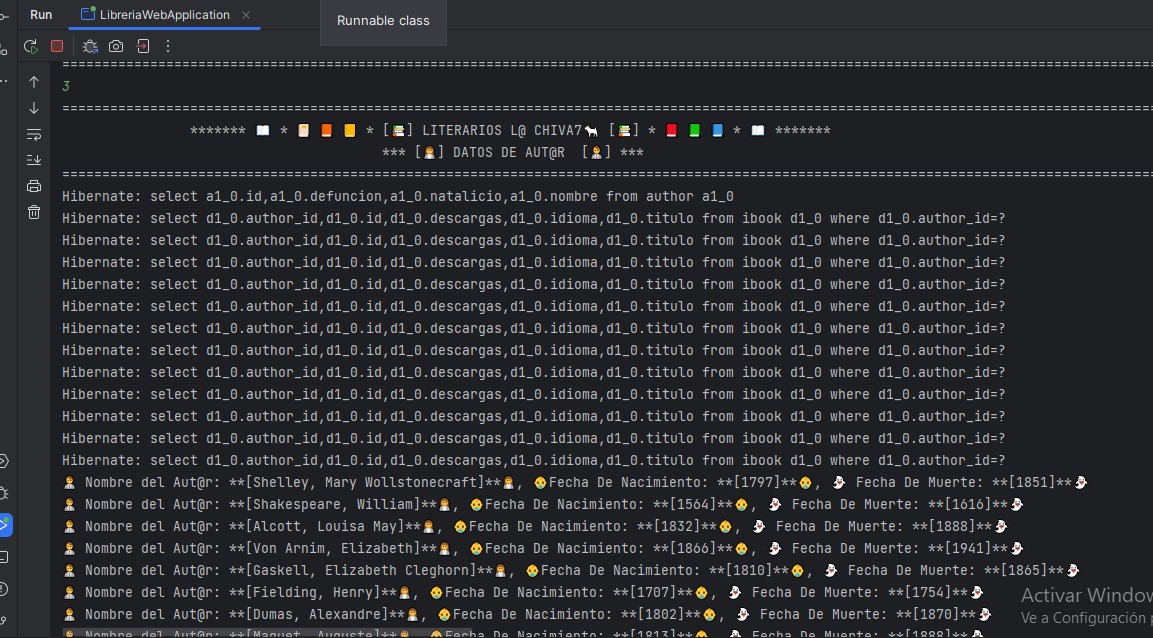 Run LibreriaWebApplication
Runnable class
================================================================================
3
================================================================================
******* 📖 * 📔 📙 📒 * [📚] LITERARIOS L@ CHIVA7🐐 [📚] * 📕 📗 📘 * 📖 *******
*** [👩‍💼] DATOS DE AUT@R [👨‍💼] ***
================================================================================
Hibernate: select a1_0.id,a1_0.defuncion,a1_0.natalicio,a1_0.nombre from author a1_0
Hibernate: select d1_0.author_id,d1_0.id,d1_0.descargas,d1_0.idioma,d1_0.titulo from ibook d1_0 where d1_0.author_id=?
Hibernate: select d1_0.author_id,d1_0.id,d1_0.descargas,d1_0.idioma,d1_0.titulo from ibook d1_0 where d1_0.author_id=?
Hibernate: select d1_0.author_id,d1_0.id,d1_0.descargas,d1_0.idioma,d1_0.titulo from ibook d1_0 where d1_0.author_id=?
Hibernate: select d1_0.author_id,d1_0.id,d1_0.descargas,d1_0.idioma,d1_0.titulo from ibook d1_0 where d1_0.author_id=?
Hibernate: select d1_0.author_id,d1_0.id,d1_0.descargas,d1_0.idioma,d1_0.titulo from ibook d1_0 where d1_0.author_id=?
Hibernate: select d1_0.author_id,d1_0.id,d1_0.descargas,d1_0.idioma,d1_0.titulo from ibook d1_0 where d1_0.author_id=?
Hibernate: select d1_0.author_id,d1_0.id,d1_0.descargas,d1_0.idioma,d1_0.titulo from ibook d1_0 where d1_0.author_id=?
Hibernate: select d1_0.author_id,d1_0.id,d1_0.descargas,d1_0.idioma,d1_0.titulo from ibook d1_0 where d1_0.author_id=?
Hibernate: select d1_0.author_id,d1_0.id,d1_0.descargas,d1_0.idioma,d1_0.titulo from ibook d1_0 where d1_0.author_id=?
Hibernate: select d1_0.author_id,d1_0.id,d1_0.descargas,d1_0.idioma,d1_0.titulo from ibook d1_0 where d1_0.author_id=?
Hibernate: select d1_0.author_id,d1_0.id,d1_0.descargas,d1_0.idioma,d1_0.titulo from ibook d1_0 where d1_0.author_id=?
Hibernate: select d1_0.author_id,d1_0.id,d1_0.descargas,d1_0.idioma,d1_0.titulo from ibook d1_0 where d1_0.author_id=?
👨‍💼 Nombre del Aut@r: **[Shelley, Mary Wollstonecraft]**👩‍💼, 👶Fecha De Nacimiento: **[1797]**👶, 👻 Fecha De Muerte: **[1851]**👻
👨‍💼 Nombre del Aut@r: **[Shakespeare, William]**👩‍💼, 👶Fecha De Nacimiento: **[1564]**👶, 👻 Fecha De Muerte: **[1616]**👻
👨‍💼 Nombre del Aut@r: **[Alcott, Louisa May]**👩‍💼, 👶Fecha De Nacimiento: **[1832]**👶, 👻 Fecha De Muerte: **[1888]**👻
👨‍💼 Nombre del Aut@r: **[Von Arnim, Elizabeth]**👩‍💼, 👶Fecha De Nacimiento: **[1866]**👶, 👻 Fecha De Muerte: **[1941]**👻
👨‍💼 Nombre del Aut@r: **[Gaskell, Elizabeth Cleghorn]**👩‍💼, 👶Fecha De Nacimiento: **[1810]**👶, 👻 Fecha De Muerte: **[1865]**👻
👨‍💼 Nombre del Aut@r: **[Fielding, Henry]**👩‍💼, 👶Fecha De Nacimiento: **[1707]**👶, 👻 Fecha De Muerte: **[1754]**👻
👨‍💼 Nombre del Aut@r: **[Dumas, Alexandre]**👩‍💼, 👶Fecha De Nacimiento: **[1802]**👶, 👻 Fecha De Muerte: **[1870]**👻
👨‍💼 Nombre del Aut@r: **[Maquet, Auguste]**👩‍💼, 👶Fecha De Nacimiento: **[1813]**👶, 👻 Fecha De Muerte: **[1888]**👻
Activar Window
Ve a Configuración p